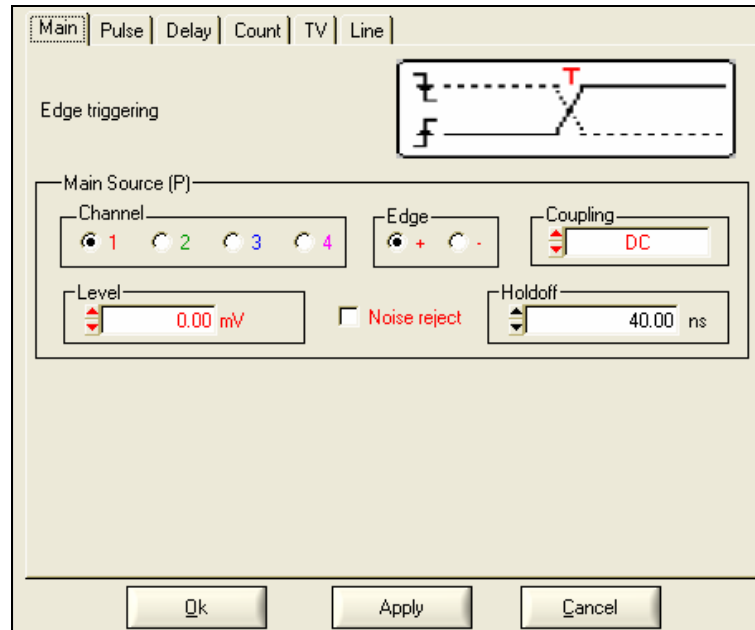 Main Pulse Delay Count TV Line
T
Edge triggering
Main Source (P)
Channel Edge Coupling
1 2 3 4 + - DC
Level Holdoff
0.00 mV Noise reject 40.00 ns
Ok Apply Cancel